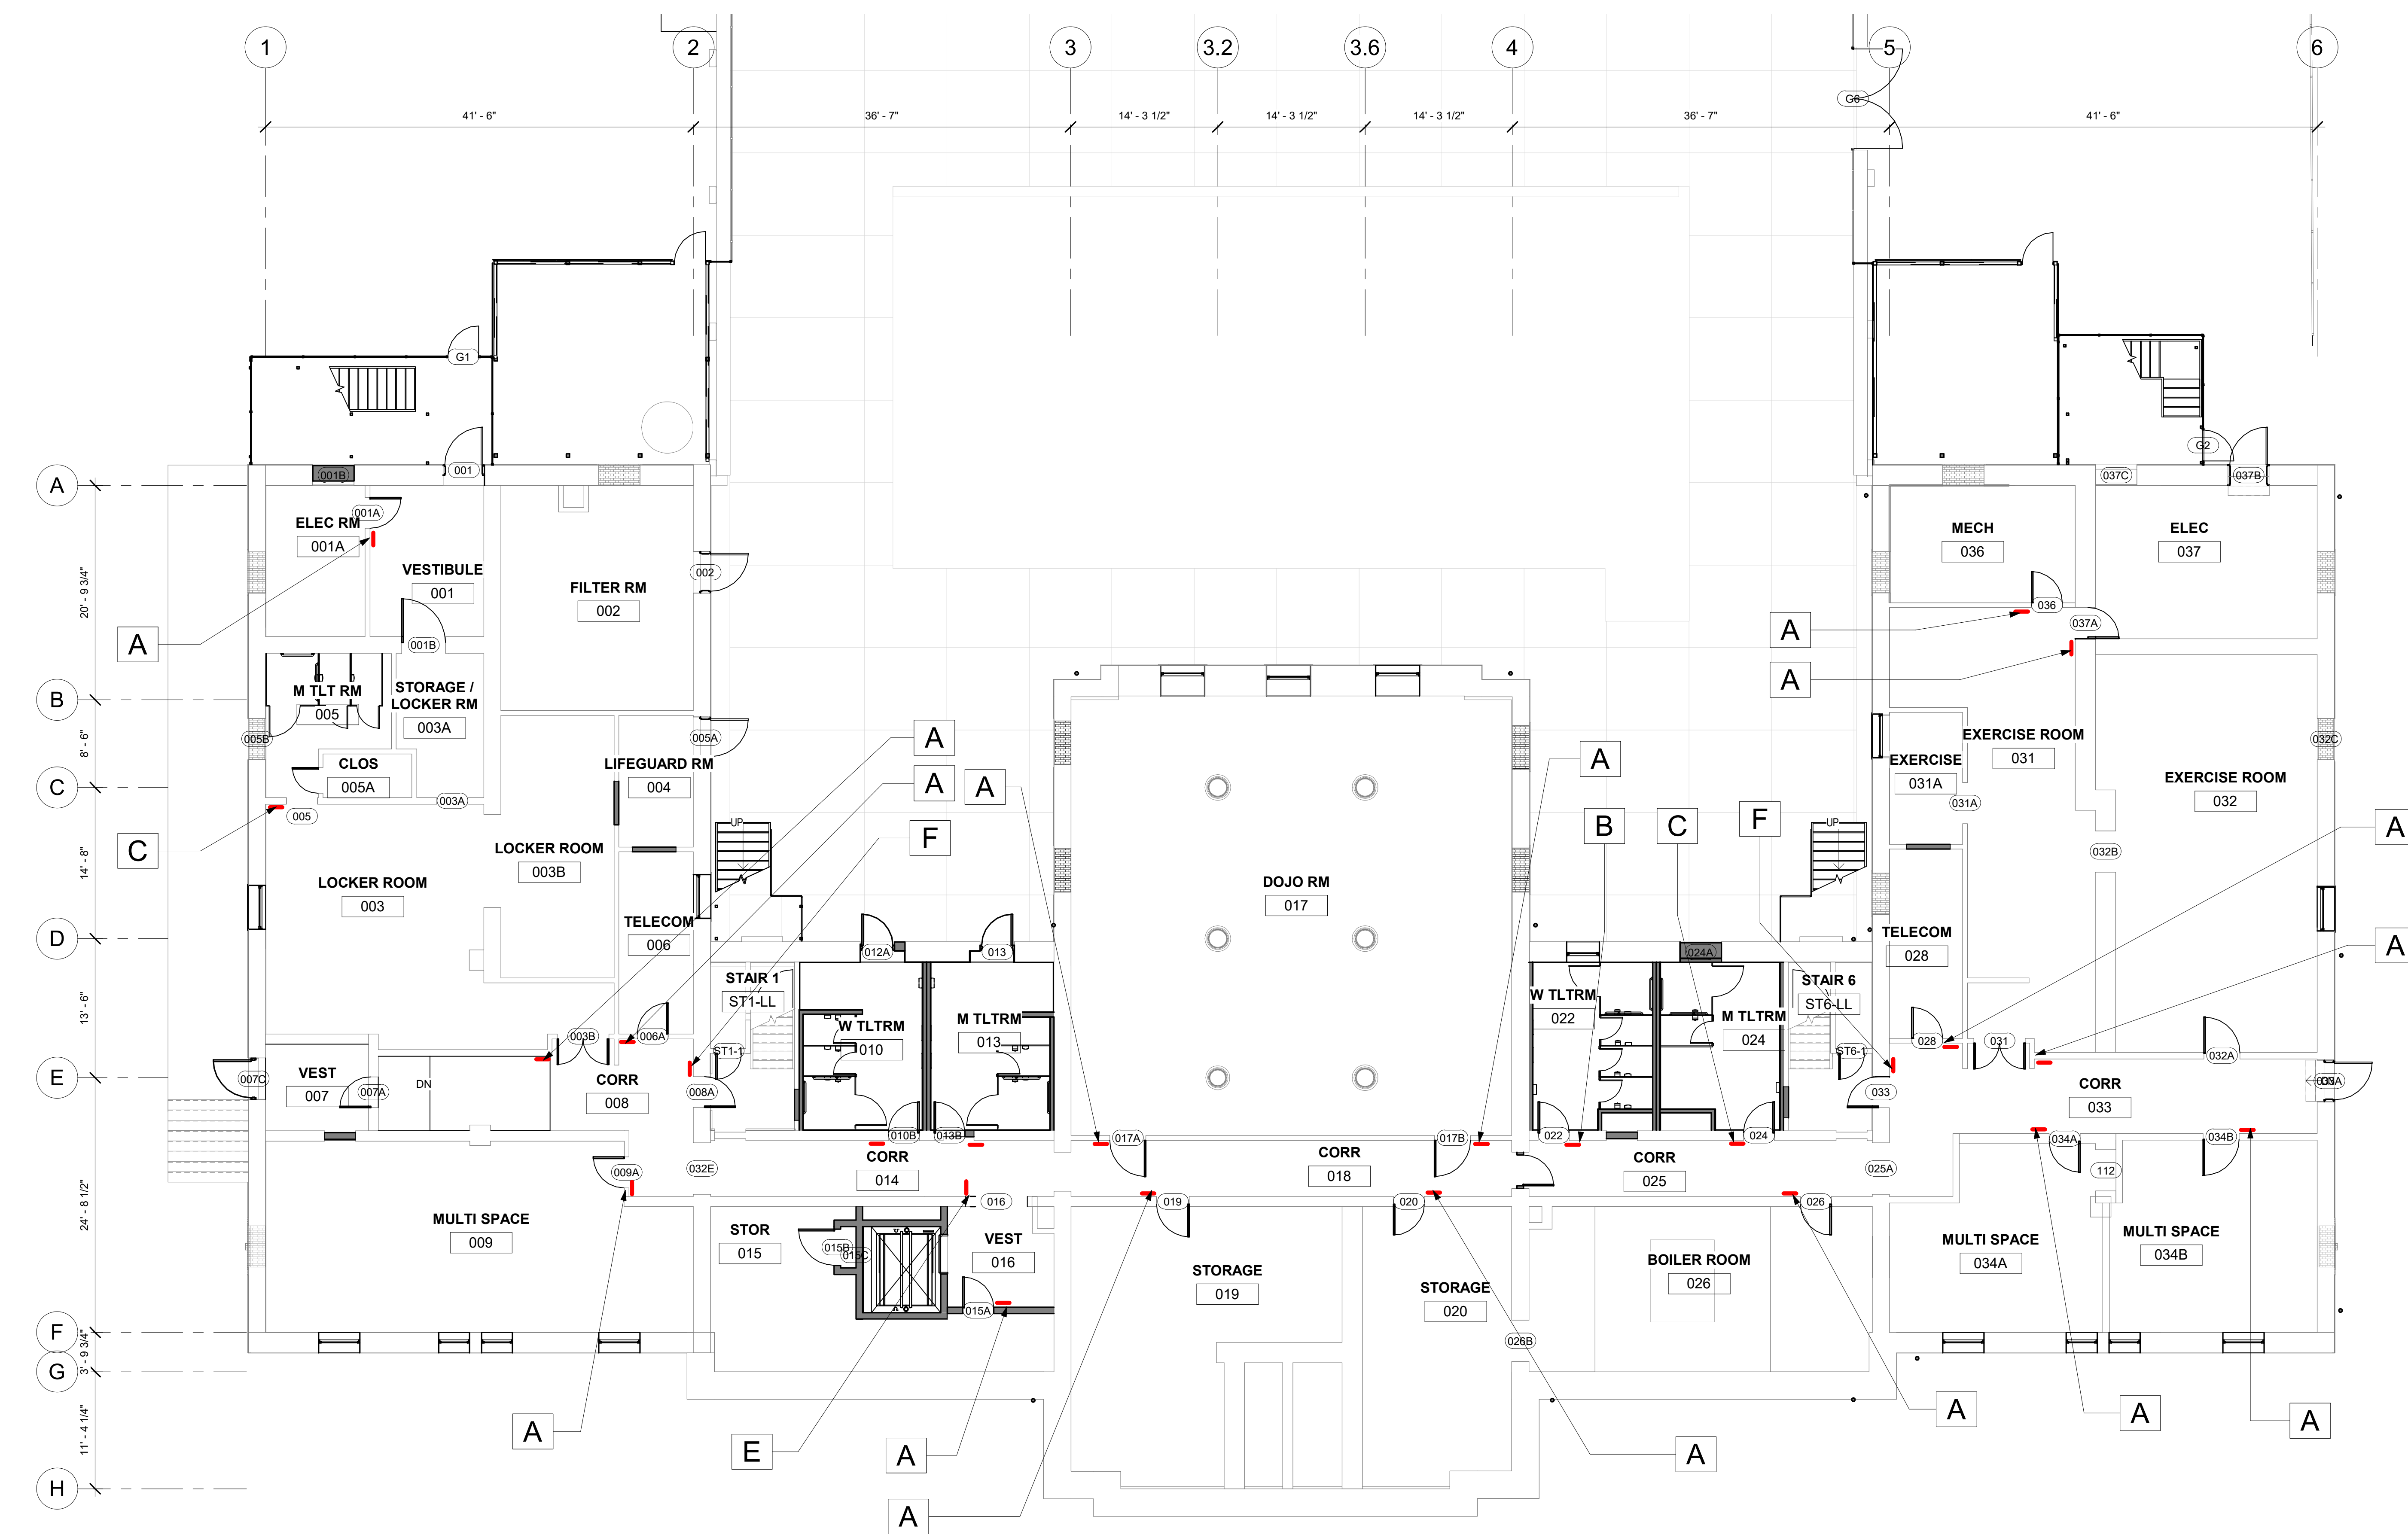 1
2
3
3.2
3.6
4
5
6
G6
41' - 6"
36' - 7"
14' - 3 1/2"
14' - 3 1/2"
14' - 3 1/2"
36' - 7"
41' - 6"
G1
G2
A
001B
001
037C
037B
001A
ELEC RM
001A
VESTIBULE
001
FILTER RM
002
002
MECH
036
ELEC
037
20' - 9 3/4"
036
037A
A
001B
A
A
B
M TLT RM
005
STORAGE /
LOCKER RM
003A
005B
005A
8' - 6"
CLOS
005A
LIFEGUARD RM
004
A
A
A
A
EXERCISE
031A
EXERCISE ROOM
031
032C
EXERCISE ROOM
032
C
003A
005
031A
C
F
B
C
F
A
UP
UP
14' - 8"
LOCKER ROOM
003B
LOCKER ROOM
003
032B
DOJO RM
017
TELECOM
006
TELECOM
028
D
012A
013
024A
A
STAIR 1
ST1-LL
STAIR 6
ST6-LL
W TLTRM
010
M TLTRM
013
W TLTRM
022
M TLTRM
024
13' - 6"
003B
006A
ST1-1
ST6-1
028
031
032A
E
VEST
007
007C
007A
DN
CORR
008
008A
033
CORR
033
033A
010B
013B
017A
017B
022
024
034A
034B
032E
009A
CORR
014
CORR
018
CORR
025
025A
112
016
019
020
026
24' - 8 1/2"
MULTI SPACE
009
STOR
015
015B
015C
VEST
016
015A
STORAGE
019
STORAGE
020
026B
BOILER ROOM
026
MULTI SPACE
034A
MULTI SPACE
034B
F
3' - 9 3/4"
G
11' - 4 1/4"
H
A
E
A
A
A
A
A
A